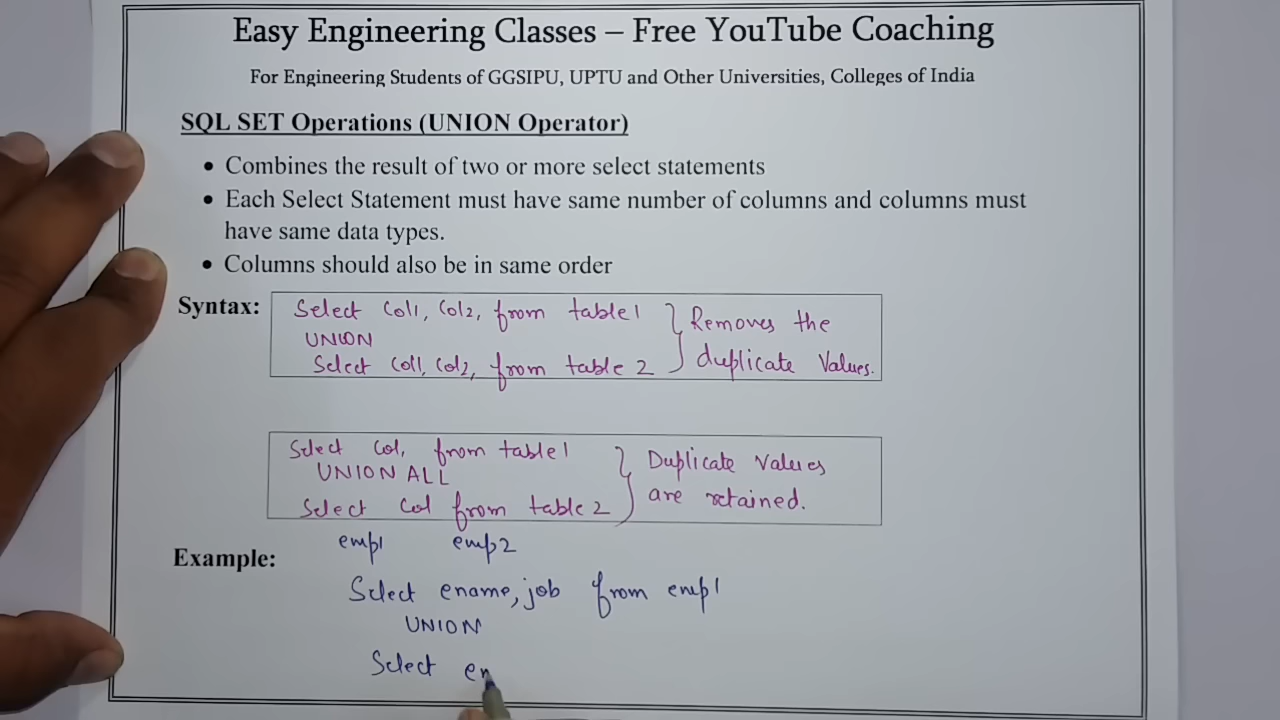 Easy Engineering Classes – Free YouTube Coaching
For Engineering Students of GGSIPU, UPTU and Other Universities, Colleges of India
SQL SET Operations (UNION Operator)
• Combines the result of two or more select statements
• Each Select Statement must have same number of columns and columns must
have same data types.
• Columns should also be in same order
Syntax:
Select Col1, Col2, from table1
UNION
Select Col1, Col2, from table 2
} Removes the
duplicate Values.
Select Col, from table1
UNION ALL
Select Col from table 2
} Duplicate Values
are retained.
Example:
emp1 emp2
Select ename, job from emp1
UNION
Select en